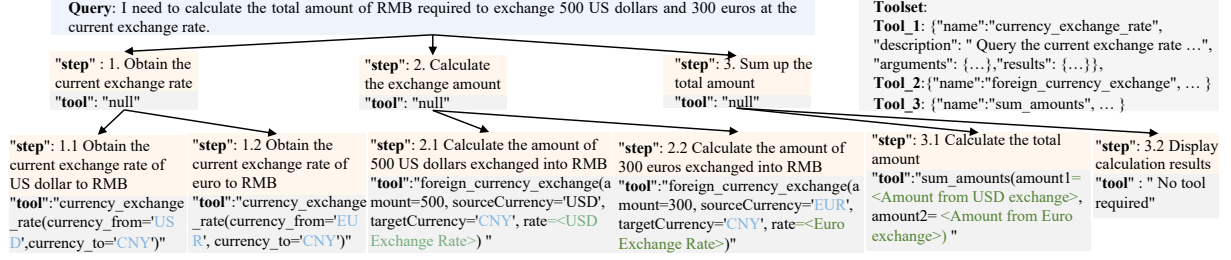 Query: I need to calculate the total amount of RMB required to exchange 500 US dollars and 300 euros at the
current exchange rate.
Toolset:
Tool_1: {"name":"currency_exchange_rate",
"description": " Query the current exchange rate …",
"arguments": {…},"results": {…}},
Tool_2:{"name":"foreign_currency_exchange", … }
Tool_3: {"name":"sum_amounts", … }
"step" : 1. Obtain the
current exchange rate
"tool": "null"
"step": 2. Calculate
the exchange amount
"tool": "null"
"step": 3. Sum up the
total amount
"tool": "null"
"step": 1.1 Obtain the
current exchange rate of
US dollar to RMB
"tool":"currency_exchange
_rate(currency_from='US
D',currency_to='CNY')"
"step": 1.2 Obtain the
current exchange rate of
euro to RMB
"tool":"currency_exchange
_rate(currency_from='EU
R', currency_to='CNY')"
"step": 2.1 Calculate the amount of
500 US dollars exchanged into RMB
"tool":"foreign_currency_exchange(a
mount=500, sourceCurrency='USD',
targetCurrency='CNY', rate=<USD
Exchange Rate>) "
"step": 2.2 Calculate the amount of
300 euros exchanged into RMB
"tool":"foreign_currency_exchange(a
mount=300, sourceCurrency='EUR',
targetCurrency='CNY', rate=<Euro
Exchange Rate>)"
"step": 3.1 Calculate the total
amount
"tool":"sum_amounts(amount1=
<Amount from USD exchange>,
amount2= <Amount from Euro
exchange>) "
"step": 3.2 Display
calculation results
"tool" : " No tool
required"